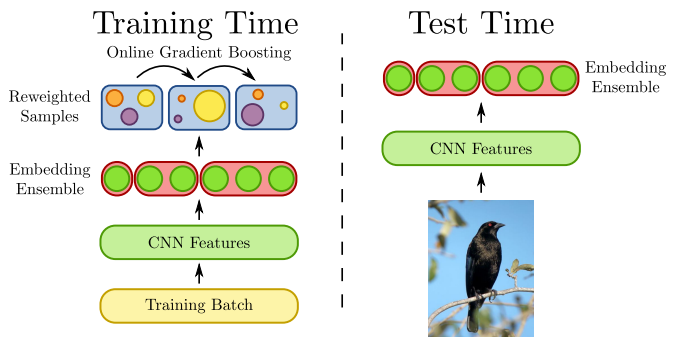 Training Time
Online Gradient Boosting
Reweighted
Samples
Embedding
Ensemble
CNN Features
Training Batch
Test Time
Embedding
Ensemble
CNN Features